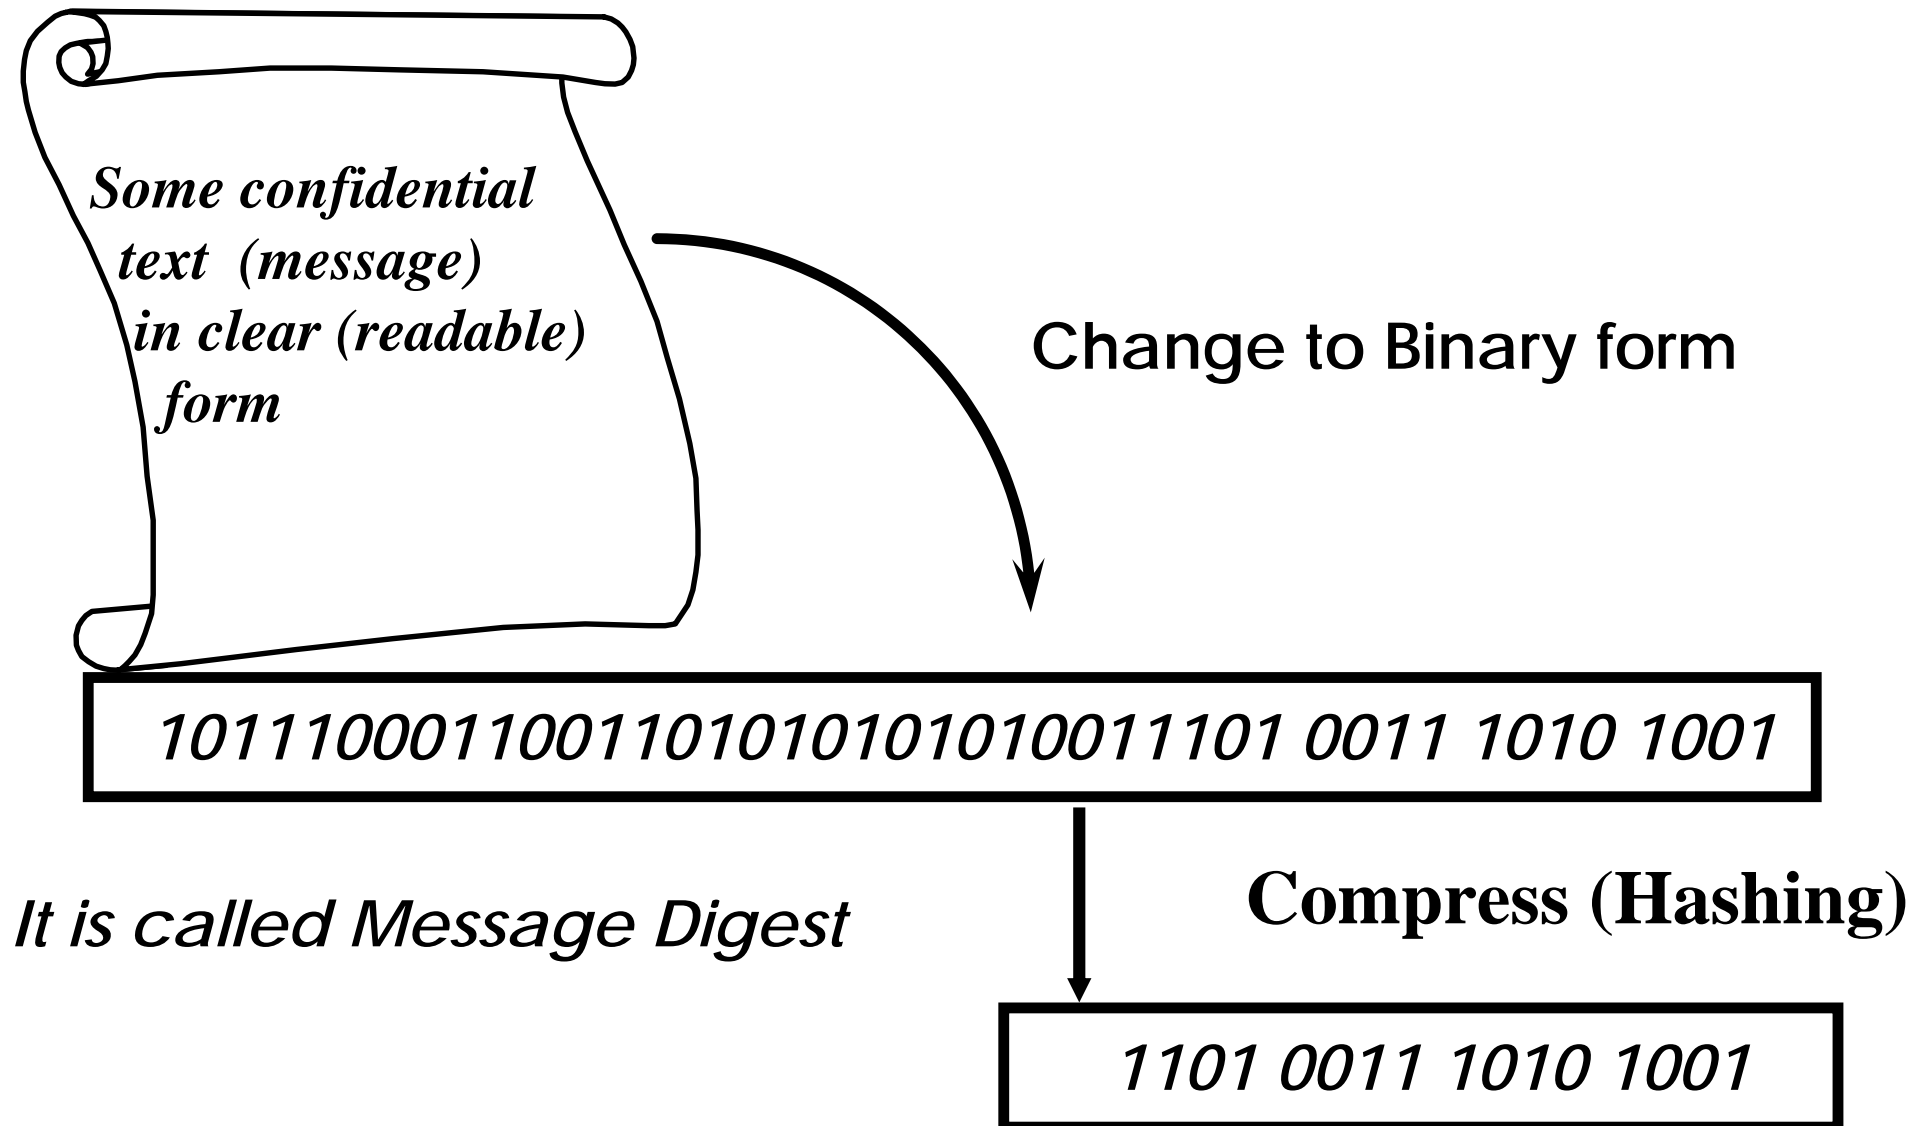 Some confidential
text (message)
in clear (readable)
form
Change to Binary form
1011100011001101010101010011101 0011 1010 1001
It is called Message Digest
Compress (Hashing)
1101 0011 1010 1001